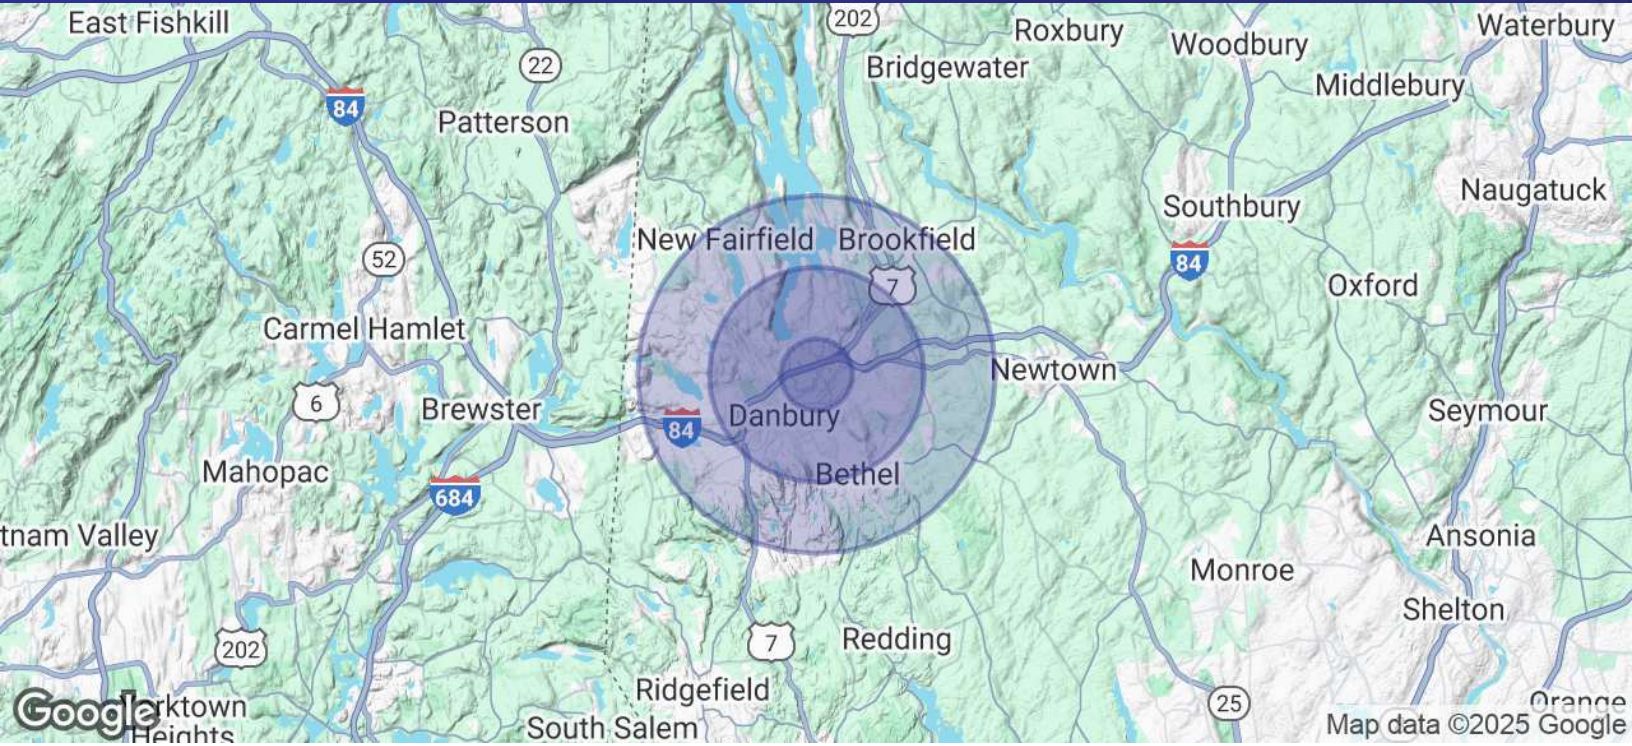 East Fishkill
202
Roxbury
Waterbury
Woodbury
22
Bridgewater
Middlebury
84
Patterson
Naugatuck
Southbury
New Fairfield
Brookfield
52
84
7
Oxford
Carmel Hamlet
Newtown
6
Brewster
Danbury
84
Seymour
Mahopac
Bethel
684
tnam Valley
Ansonia
Monroe
Shelton
202
7
Redding
Ridgefield
25
Orange
Google
orktown
Heights
South Salem
Map data ©2025 Google